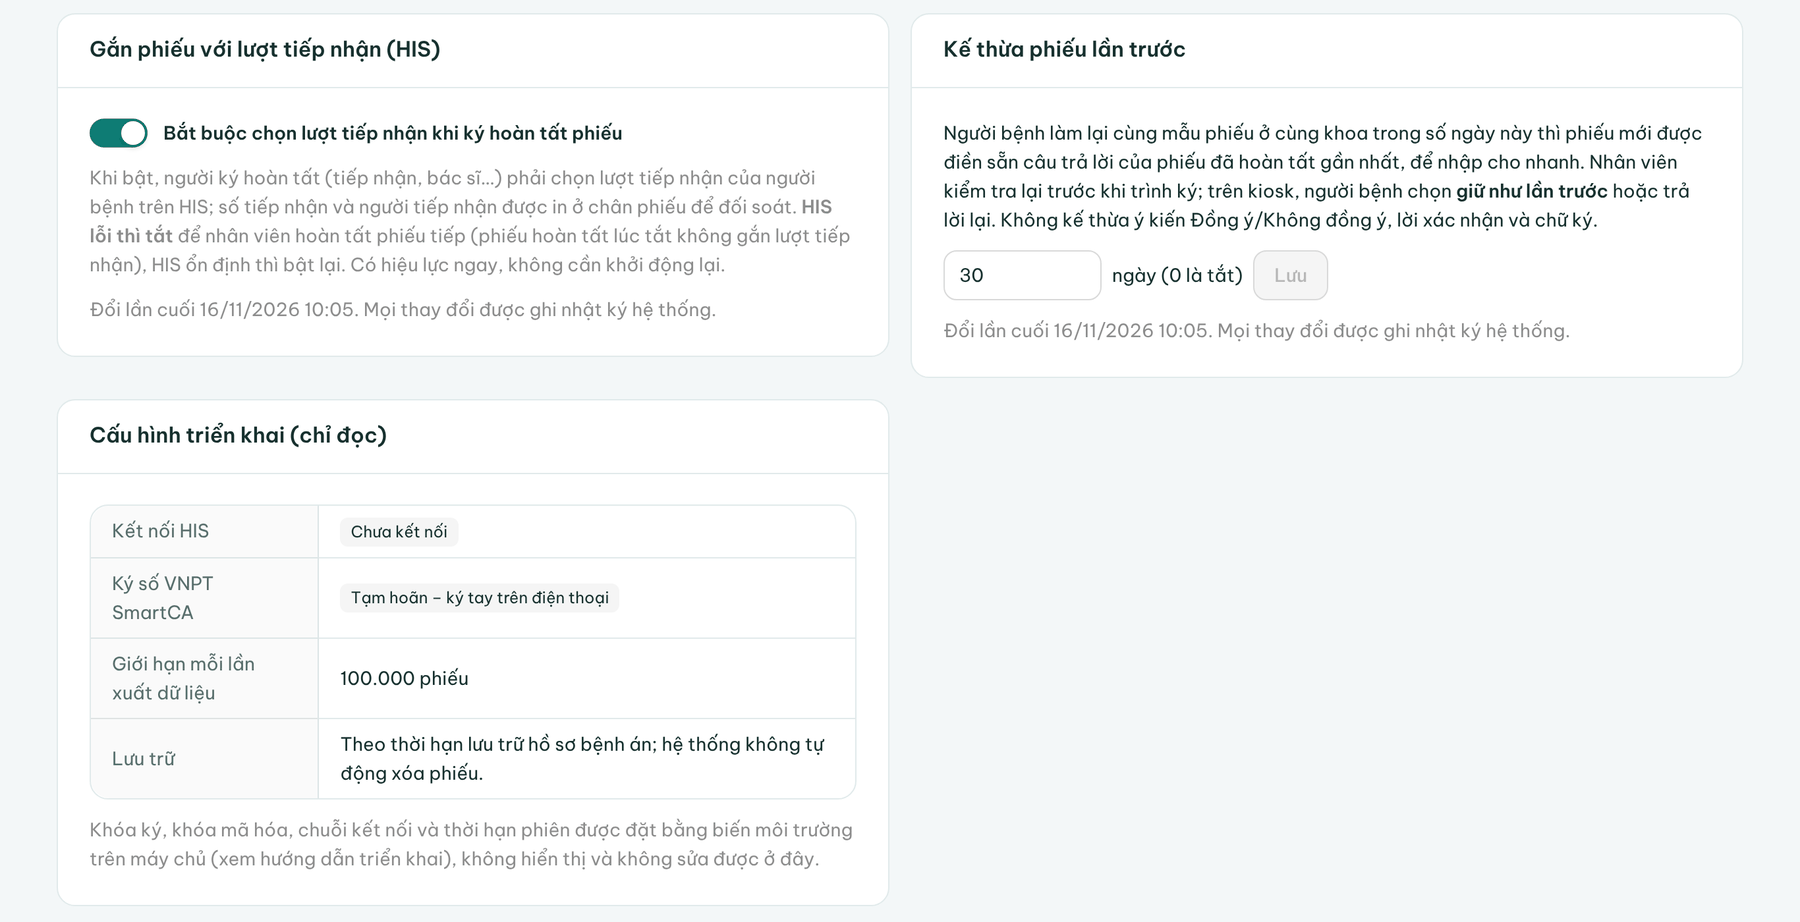 Gắn phiếu với lượt tiếp nhận (HIS)
Bắt buộc chọn lượt tiếp nhận khi ký hoàn tất phiếu
Khi bật, người ký hoàn tất (tiếp nhận, bác sĩ...) phải chọn lượt tiếp nhận của người
bệnh trên HIS; số tiếp nhận và người tiếp nhận được in ở chân phiếu để đối soát. HIS
lỗi thì tắt để nhân viên hoàn tất phiếu tiếp (phiếu hoàn tất lúc tắt không gắn lượt tiếp
nhận), HIS ổn định thì bật lại. Có hiệu lực ngay, không cần khởi động lại.
Đổi lần cuối 16/11/2026 10:05. Mọi thay đổi được ghi nhật ký hệ thống.
Kế thừa phiếu lần trước
Người bệnh làm lại cùng mẫu phiếu ở cùng khoa trong số ngày này thì phiếu mới được
điền sẵn câu trả lời của phiếu đã hoàn tất gần nhất, để nhập cho nhanh. Nhân viên
kiểm tra lại trước khi trình ký; trên kiosk, người bệnh chọn giữ như lần trước hoặc trả
lời lại. Không kế thừa ý kiến Đồng ý/Không đồng ý, lời xác nhận và chữ ký.
30 ngày (0 là tắt) Lưu
Đổi lần cuối 16/11/2026 10:05. Mọi thay đổi được ghi nhật ký hệ thống.
Cấu hình triển khai (chỉ đọc)
Kết nối HIS
Chưa kết nối
Ký số VNPT
SmartCA
Tạm hoãn – ký tay trên điện thoại
Giới hạn mỗi lần
xuất dữ liệu
100.000 phiếu
Lưu trữ
Theo thời hạn lưu trữ hồ sơ bệnh án; hệ thống không tự
động xóa phiếu.
Khóa ký, khóa mã hóa, chuỗi kết nối và thời hạn phiên được đặt bằng biến môi trường
trên máy chủ (xem hướng dẫn triển khai), không hiển thị và không sửa được ở đây.